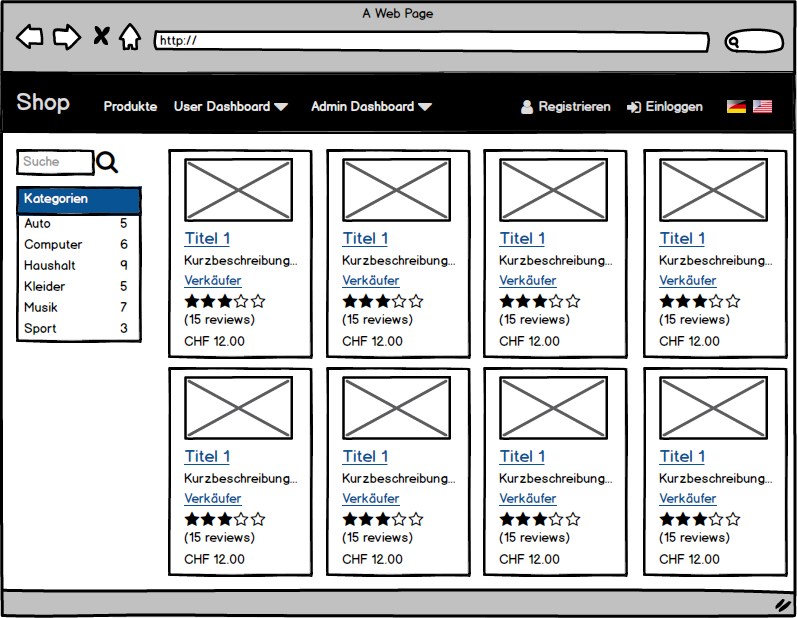 A Web Page
http://
Shop Produkte User Dashboard Admin Dashboard Registrieren Einloggen
Suche
Kategorien
Auto 5
Computer 6
Haushalt 9
Kleider 5
Musik 7
Sport 3
Titel 1 Titel 1 Titel 1 Titel 1
Kurzbeschreibung... Kurzbeschreibung... Kurzbeschreibung... Kurzbeschreibung...
Verkäufer Verkäufer Verkäufer Verkäufer
(15 reviews) (15 reviews) (15 reviews) (15 reviews)
CHF 12.00 CHF 12.00 CHF 12.00 CHF 12.00
Titel 1 Titel 1 Titel 1 Titel 1
Kurzbeschreibung... Kurzbeschreibung... Kurzbeschreibung... Kurzbeschreibung...
Verkäufer Verkäufer Verkäufer Verkäufer
(15 reviews) (15 reviews) (15 reviews) (15 reviews)
CHF 12.00 CHF 12.00 CHF 12.00 CHF 12.00